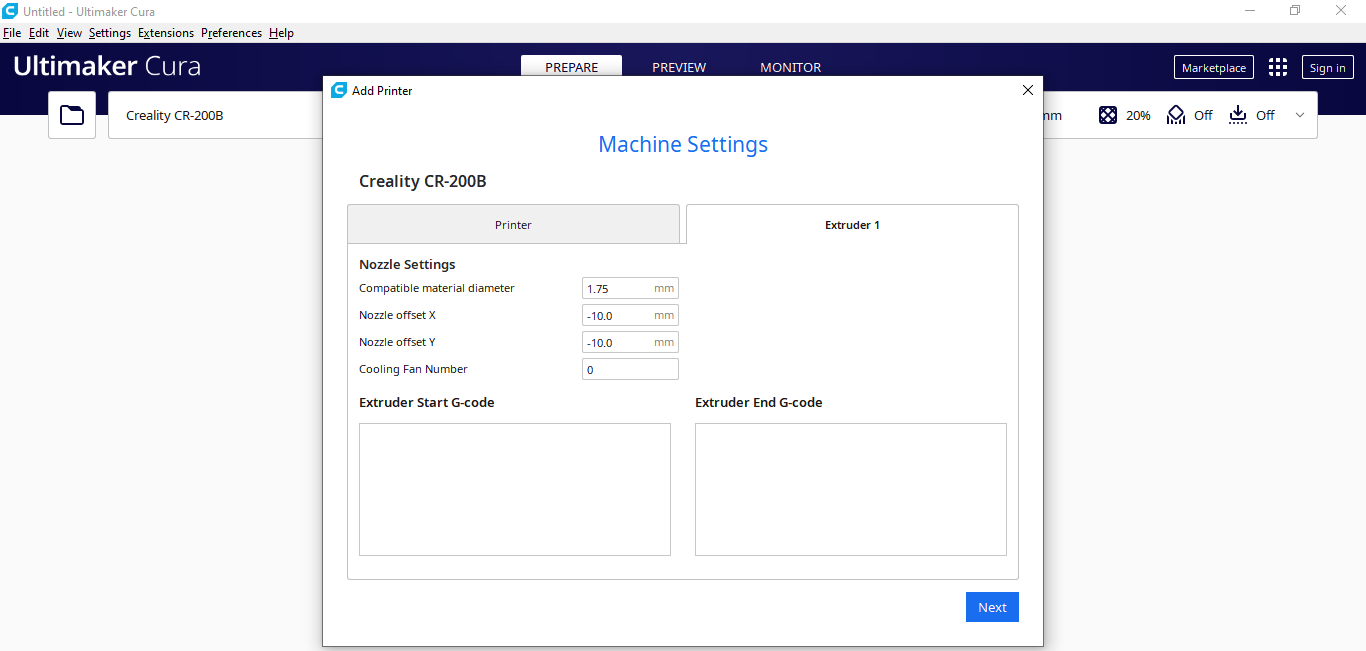 Untitled - Ultimaker Cura
File Edit View Settings Extensions Preferences Help
Ultimaker Cura
PREPARE PREVIEW MONITOR
Marketplace Sign in
Creality CR-200B
mm 20% Off Off
Add Printer
Machine Settings
Creality CR-200B
Printer Extruder 1
Nozzle Settings
Compatible material diameter 1.75 mm
Nozzle offset X -10.0 mm
Nozzle offset Y -10.0 mm
Cooling Fan Number 0
Extruder Start G-code Extruder End G-code
Next